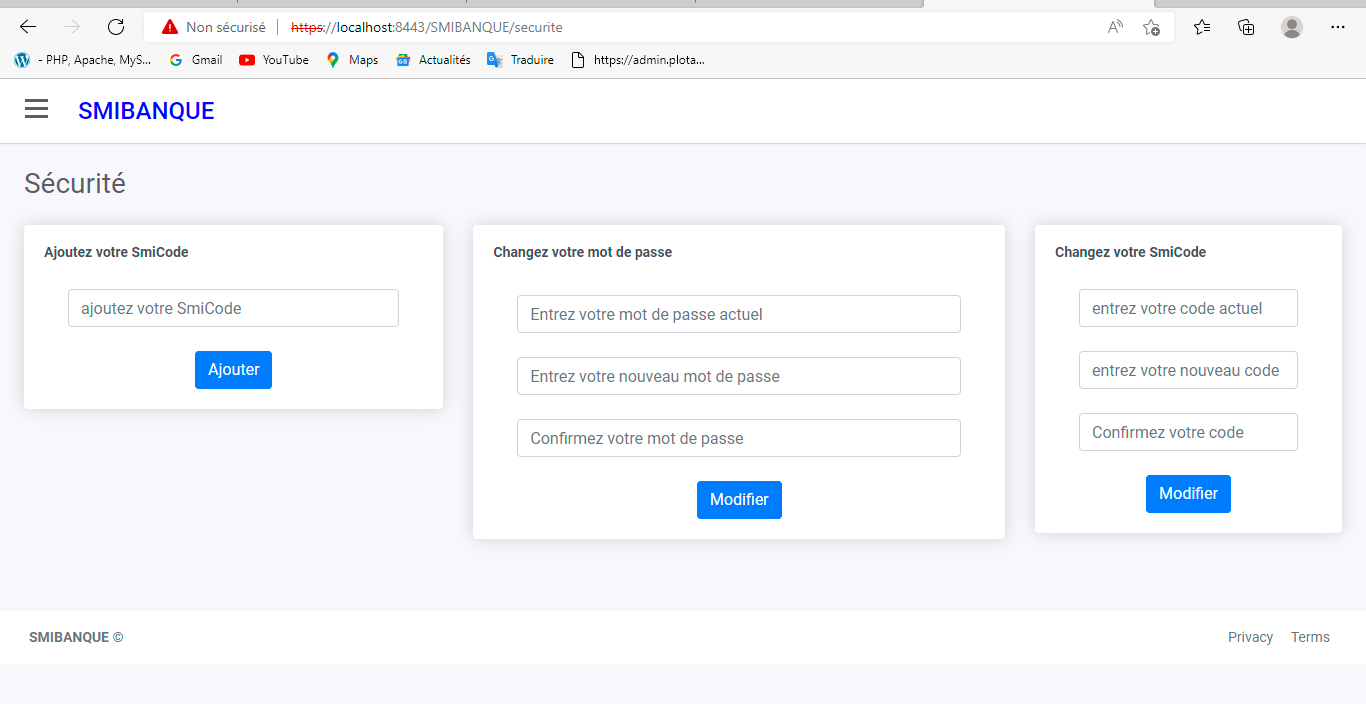 Non sécurisé https://localhost:8443/SMIBANQUE/securite
- PHP, Apache, MyS... Gmail YouTube Maps Actualités Traduire https://admin.plota...
SMIBANQUE
Sécurité
Ajoutez votre SmiCode
ajoutez votre SmiCode
Ajouter
Changez votre mot de passe
Entrez votre mot de passe actuel
Entrez votre nouveau mot de passe
Confirmez votre mot de passe
Modifier
Changez votre SmiCode
entrez votre code actuel
entrez votre nouveau code
Confirmez votre code
Modifier
SMIBANQUE © Privacy Terms